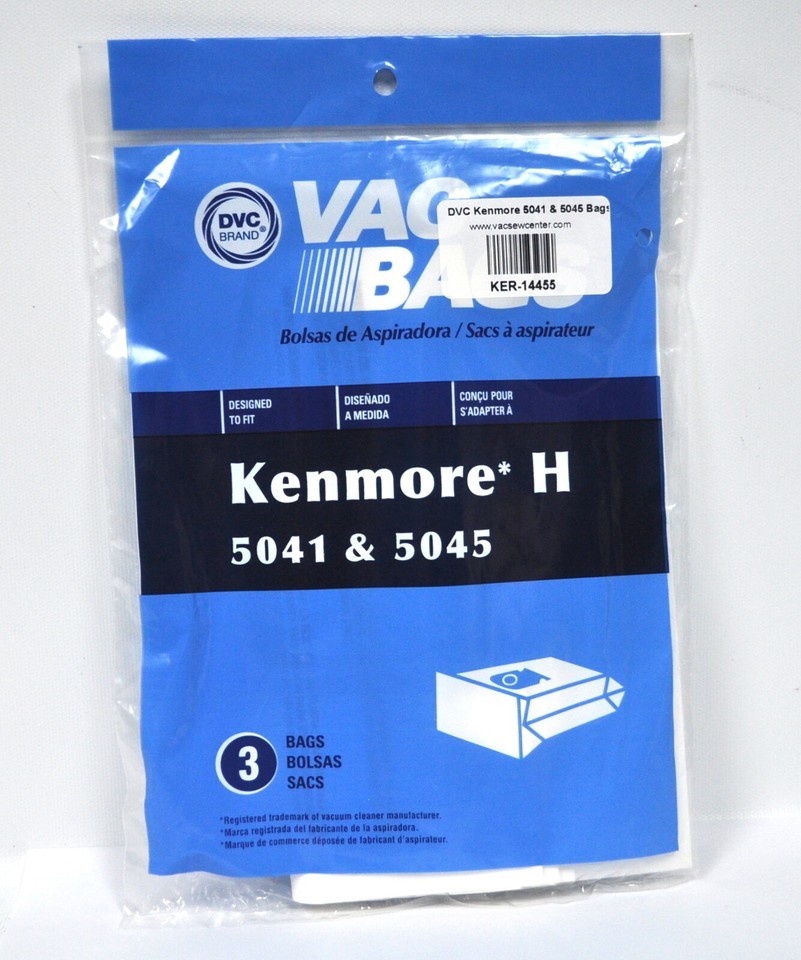 DVC
BRAND®
VAC
BAGS
DVC Kenmore 5041 & 5045 Bags
www.vacsewcenter.com
KER-14455
Bolsas de Aspiradora / Sacs à aspirateur
DESIGNED
TO FIT
DISEÑADO
A MEDIDA
CONÇU POUR
S'ADAPTER À
Kenmore* H
5041 & 5045
3
BAGS
BOLSAS
SACS
*Registered trademark of vacuum cleaner manufacturer.
*Marca registrada del fabricante de la aspiradora.
*Marque de commerce déposée de fabricant d'aspirateur.